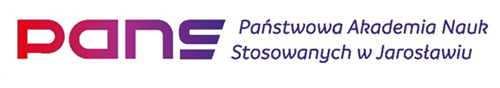 pans
Państwowa Akademia Nauk
Stosowanych w Jarosławiu